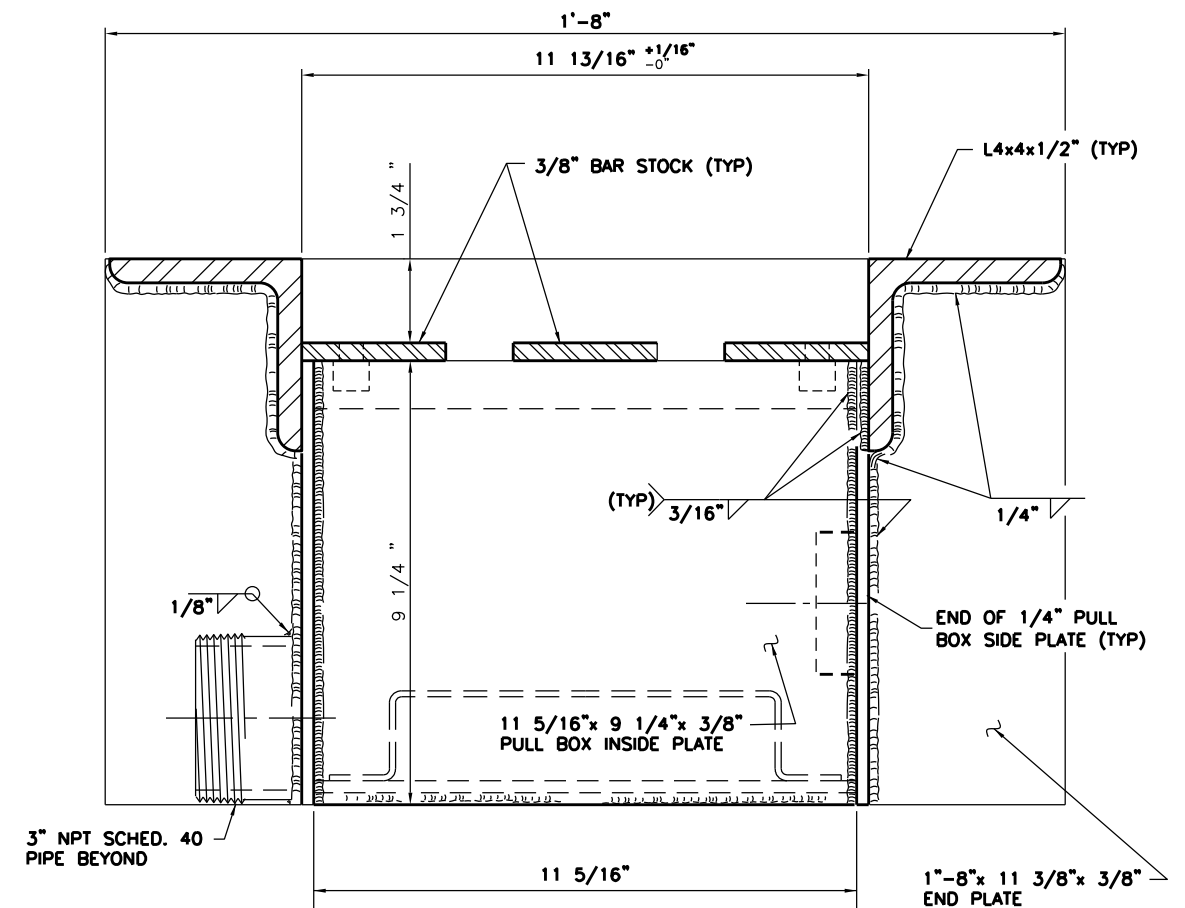 1'-8"
11 13/16" +1/16"
-0"
L4x4x1/2" (TYP)
3/8" BAR STOCK (TYP)
1 3/4 "
(TYP)
3/16"
1/4"
9 1/4 "
1/8"
END OF 1/4" PULL
BOX SIDE PLATE (TYP)
11 5/16"x 9 1/4"x 3/8"
PULL BOX INSIDE PLATE
3" NPT SCHED. 40
PIPE BEYOND
11 5/16"
1"-8"x 11 3/8"x 3/8"
END PLATE